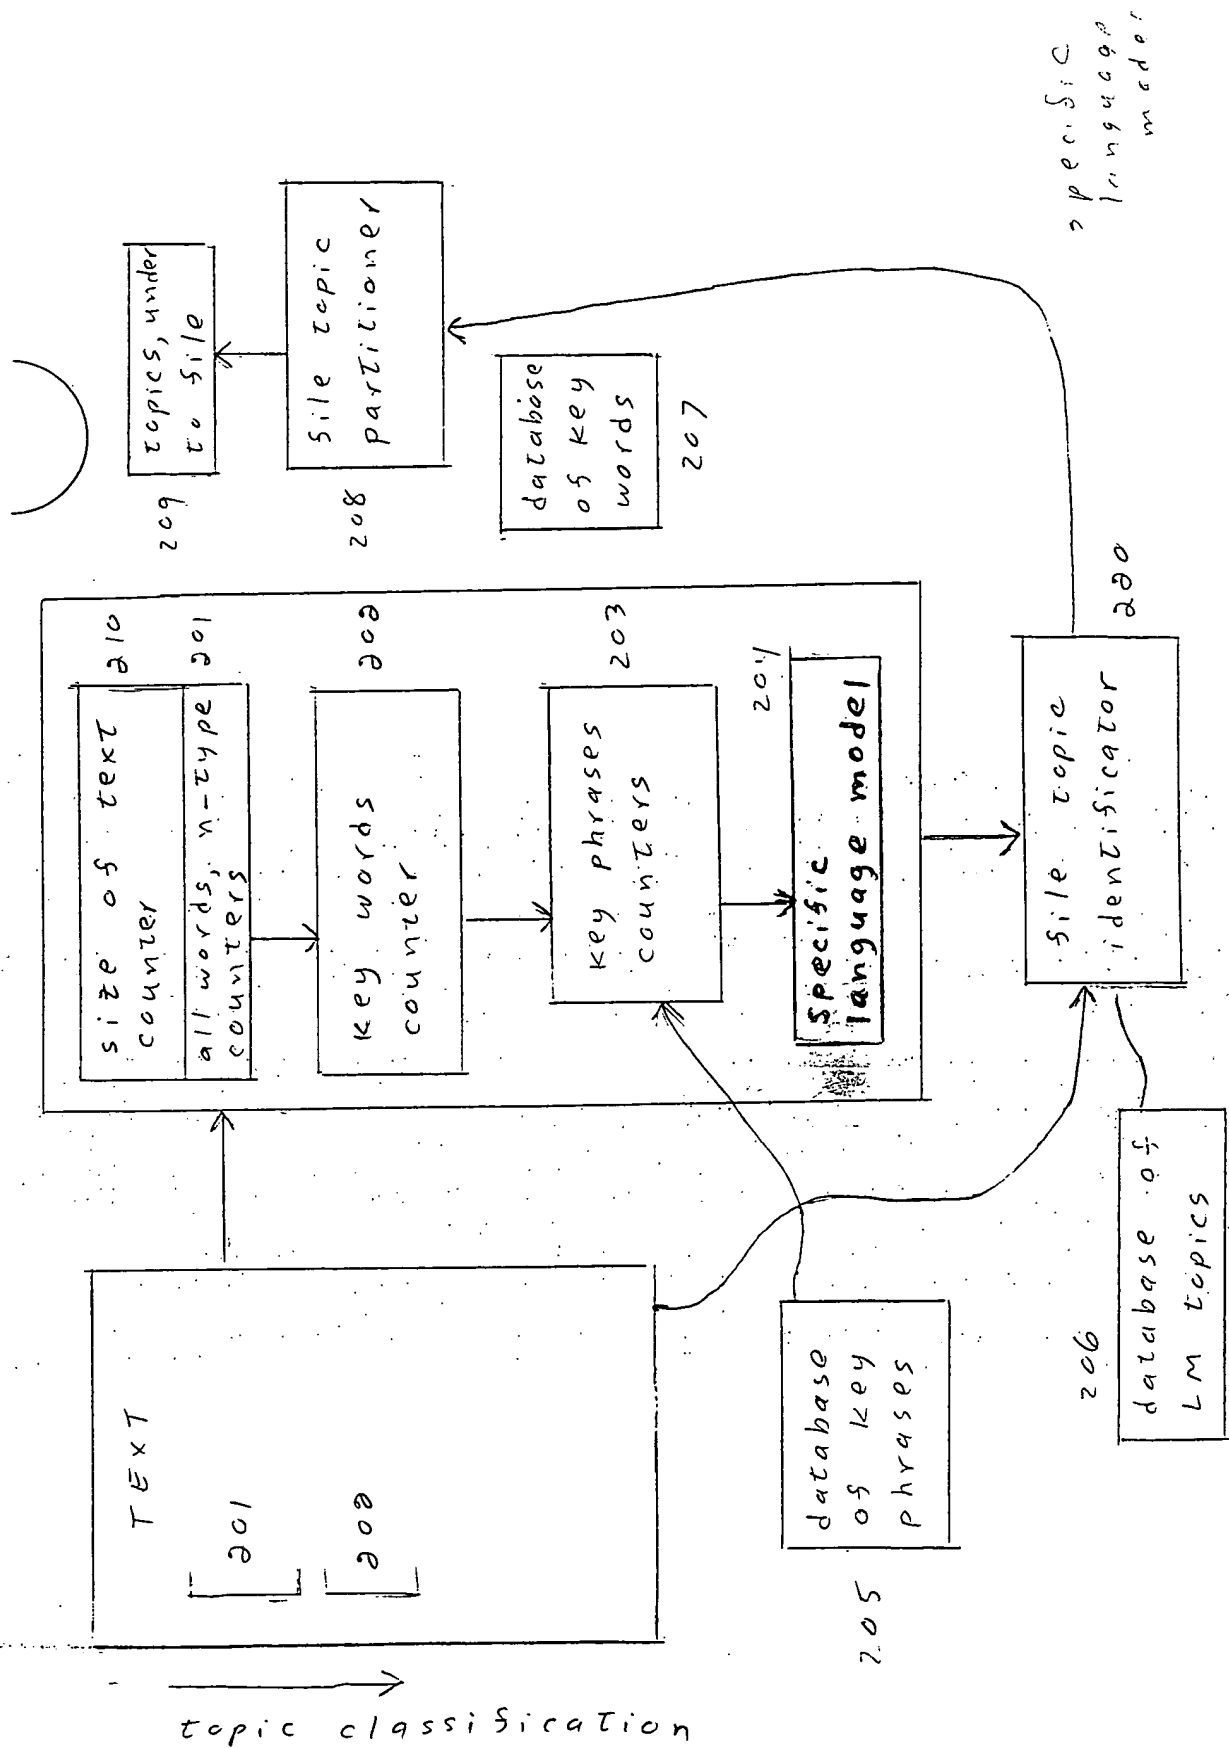 TEXT
201
202
topic classification
size of text
counter
210
all words, n-type
counters
201
key words
counter
202
key phrases
counters
203
specific
language model
204
database
of key
phrases
205
206
database of
LM topics
file topic
identificator
220
database
of key
words
207
file topic
partitioner
208
topics, under
to file
209
specific
language
model